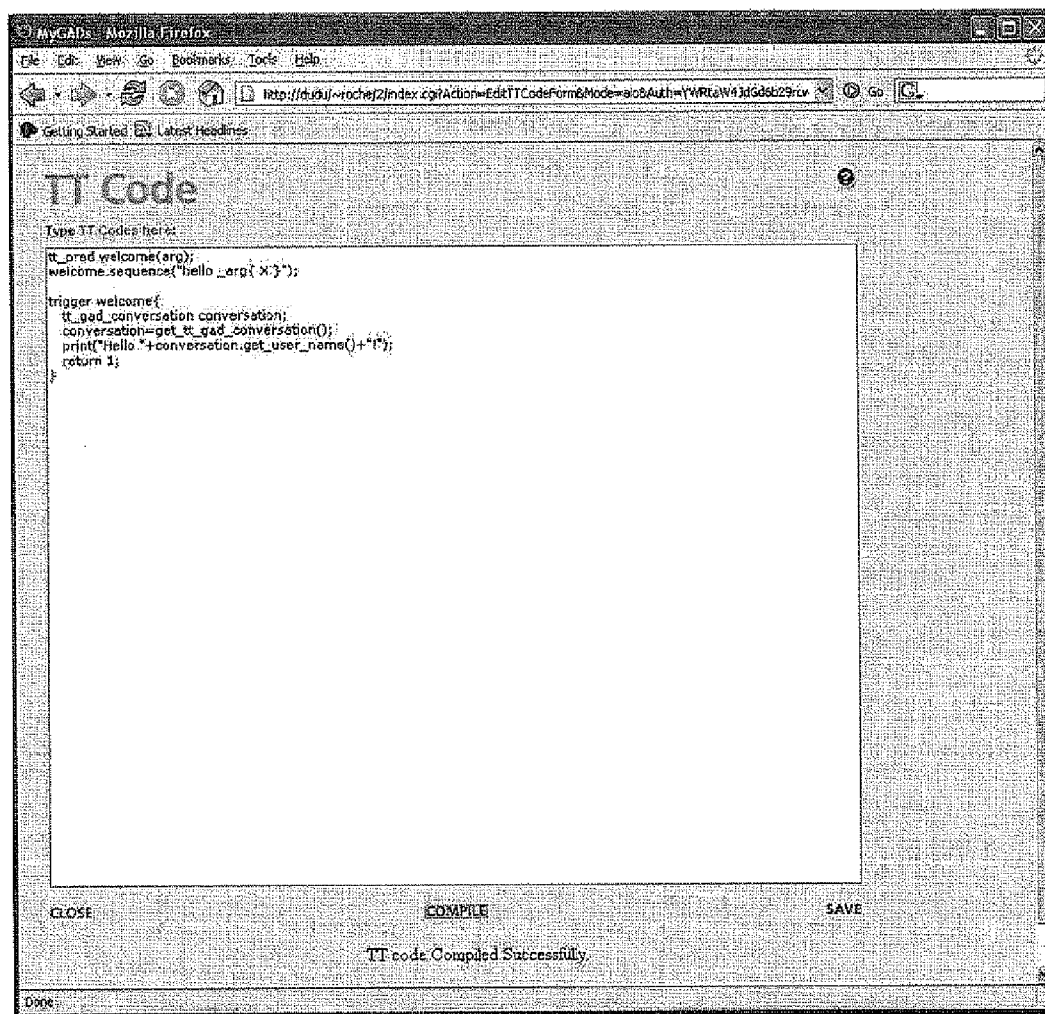 MyGADs - Mozilla Firefox
File Edit View Go Bookmarks Tools Help
Go
Getting Started Latest Headlines
TT Code
Type TT Codes here:
tt_pred welcome(arg);
welcome.sequence("hello _arg{ X }");
trigger welcome{
tt_gad_conversation conversation;
conversation=get_tt_gad_conversation();
print("Hello "+conversation.get_user_name()+"!");
return 1;
}
CLOSE COMPILE SAVE
TT code Compiled Successfully
Done